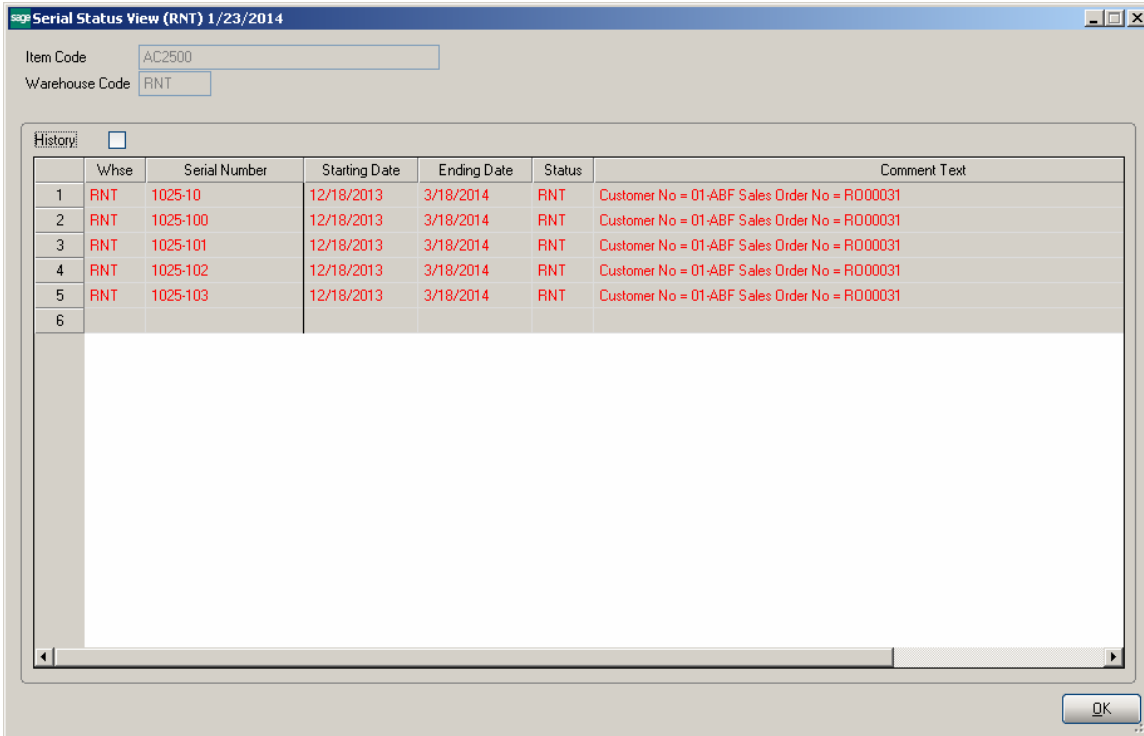 sage Serial Status View (RNT) 1/23/2014
Item Code AC2500
Warehouse Code RNT
History
Whse Serial Number Starting Date Ending Date Status Comment Text
1 RNT 1025-10 12/18/2013 3/18/2014 RNT Customer No = 01-ABF Sales Order No = RO00031
2 RNT 1025-100 12/18/2013 3/18/2014 RNT Customer No = 01-ABF Sales Order No = RO00031
3 RNT 1025-101 12/18/2013 3/18/2014 RNT Customer No = 01-ABF Sales Order No = RO00031
4 RNT 1025-102 12/18/2013 3/18/2014 RNT Customer No = 01-ABF Sales Order No = RO00031
5 RNT 1025-103 12/18/2013 3/18/2014 RNT Customer No = 01-ABF Sales Order No = RO00031
6
OK